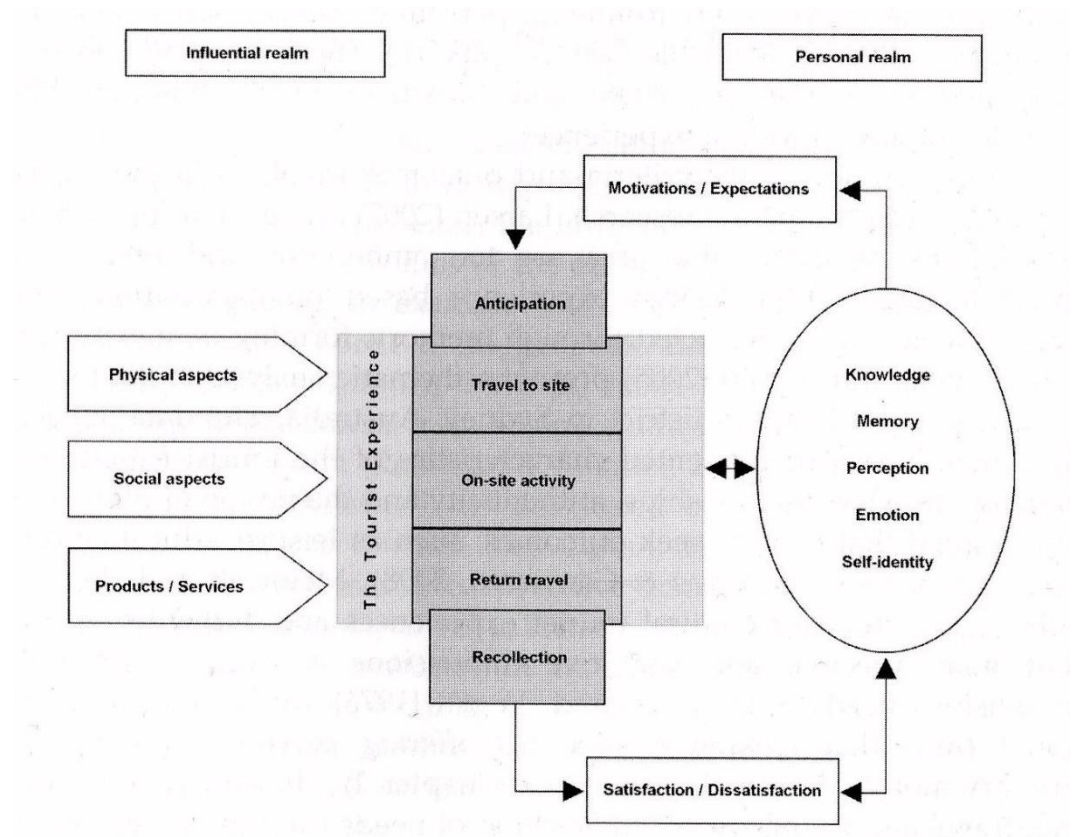 Influential realm
Personal realm
Motivations / Expectations
Anticipation
Physical aspects
Travel to site
Knowledge
Memory
Social aspects
The Tourist Experience
On-site activity
Perception
Emotion
Self-identity
Products / Services
Return travel
Recollection
Satisfaction / Dissatisfaction